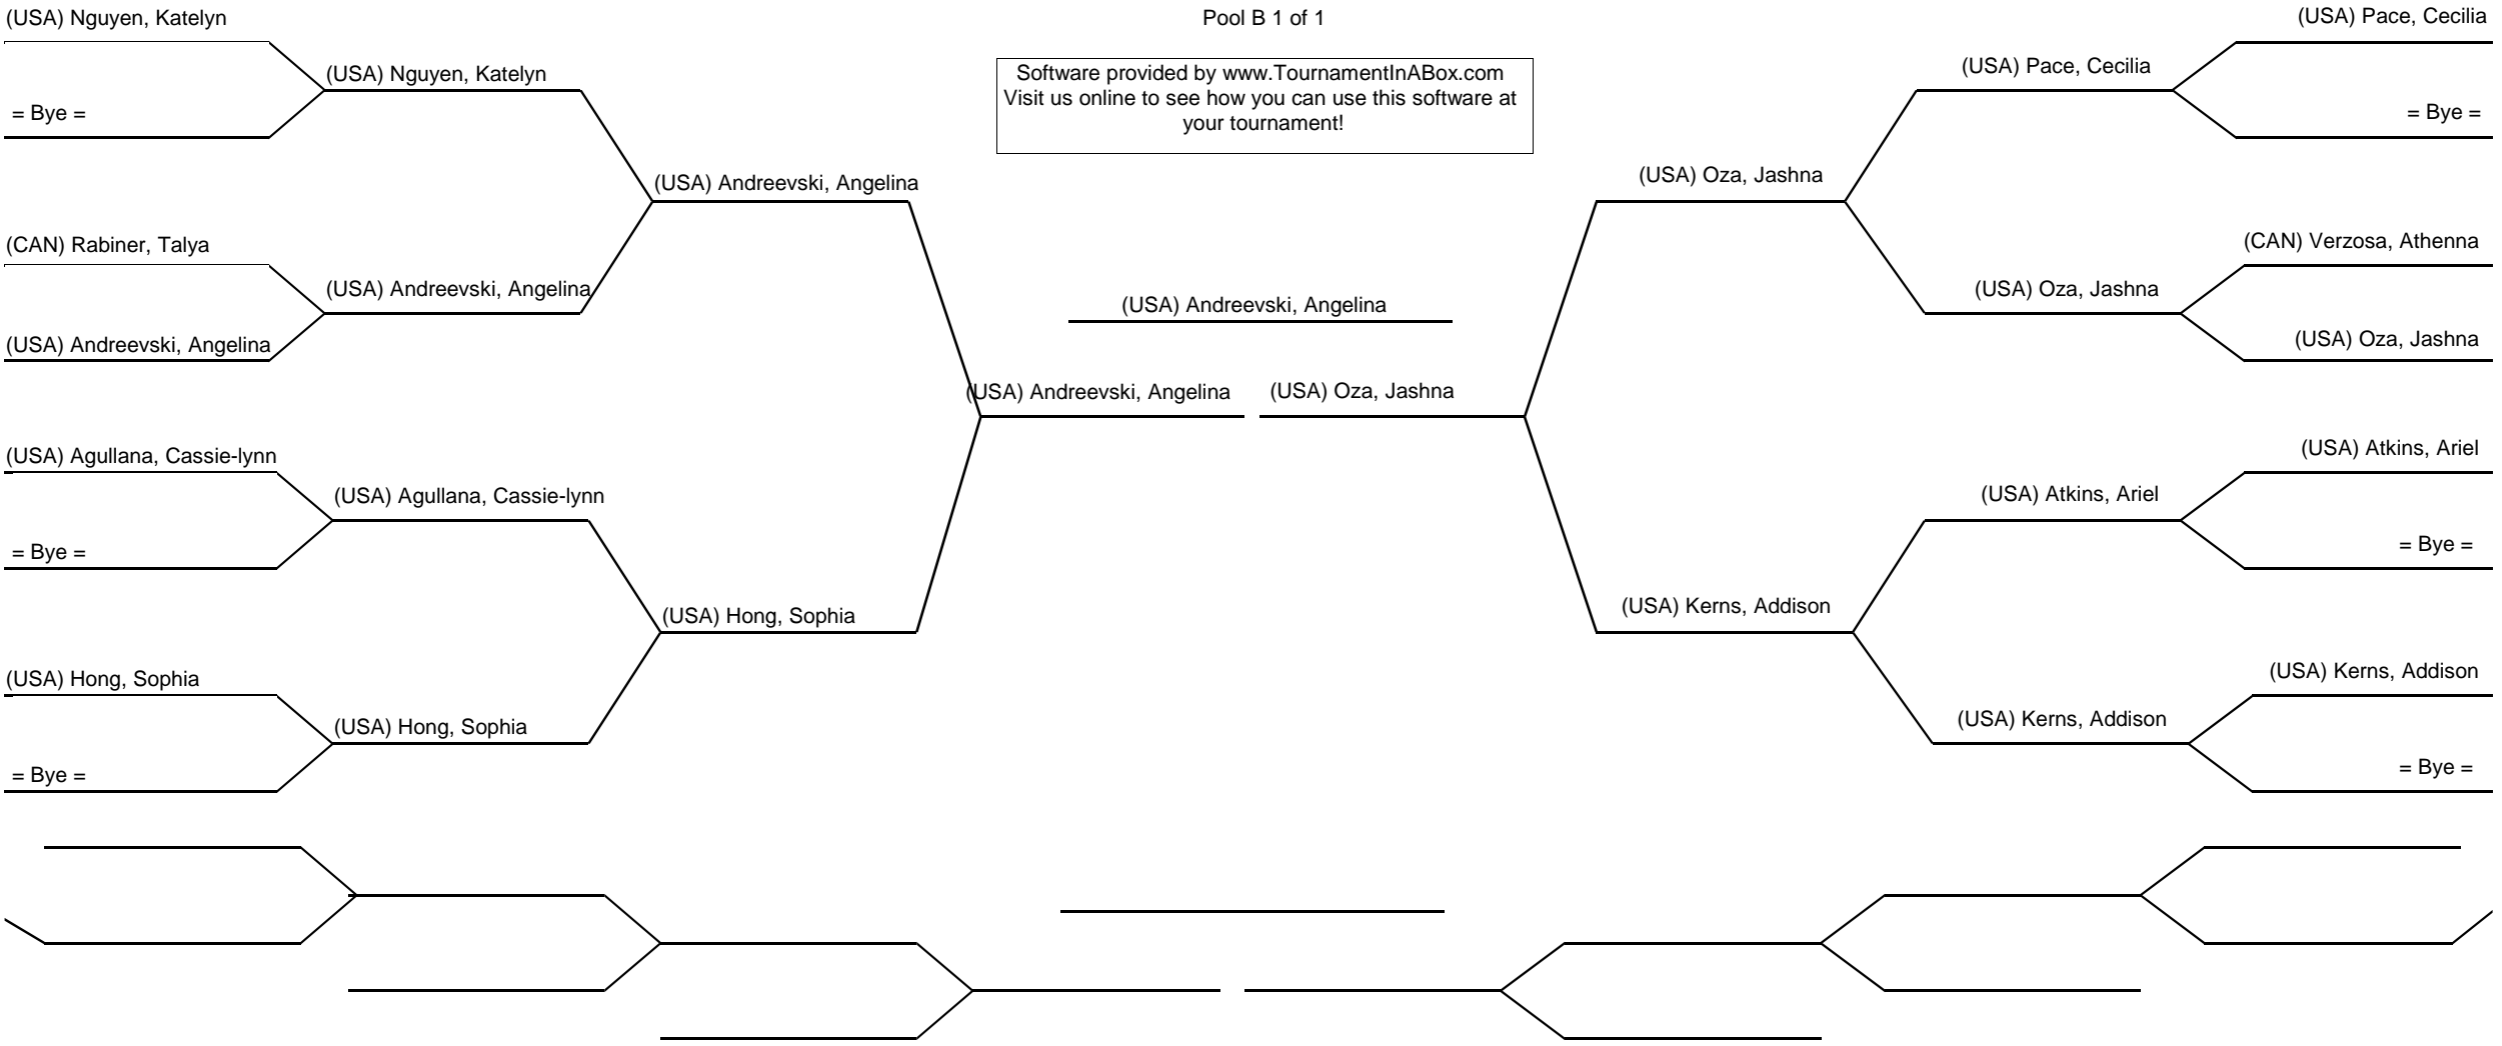 (USA) Nguyen, Katelyn
= Bye =
(CAN) Rabiner, Talya
(USA) Andreevski, Angelina
(USA) Agullana, Cassie-lynn
= Bye =
(USA) Hong, Sophia
= Bye =
(USA) Nguyen, Katelyn
(USA) Andreevski, Angelina
(USA) Agullana, Cassie-lynn
(USA) Hong, Sophia
(USA) Andreevski, Angelina
(USA) Hong, Sophia
Pool B 1 of 1
Software provided by www.TournamentInABox.com
Visit us online to see how you can use this software at
your tournament!
(USA) Andreevski, Angelina
(USA) Andreevski, Angelina
(USA) Oza, Jashna
(USA) Oza, Jashna
(USA) Kerns, Addison
(USA) Pace, Cecilia
(USA) Oza, Jashna
(USA) Atkins, Ariel
(USA) Kerns, Addison
(USA) Pace, Cecilia
= Bye =
(CAN) Verzosa, Athenna
(USA) Oza, Jashna
(USA) Atkins, Ariel
= Bye =
(USA) Kerns, Addison
= Bye =